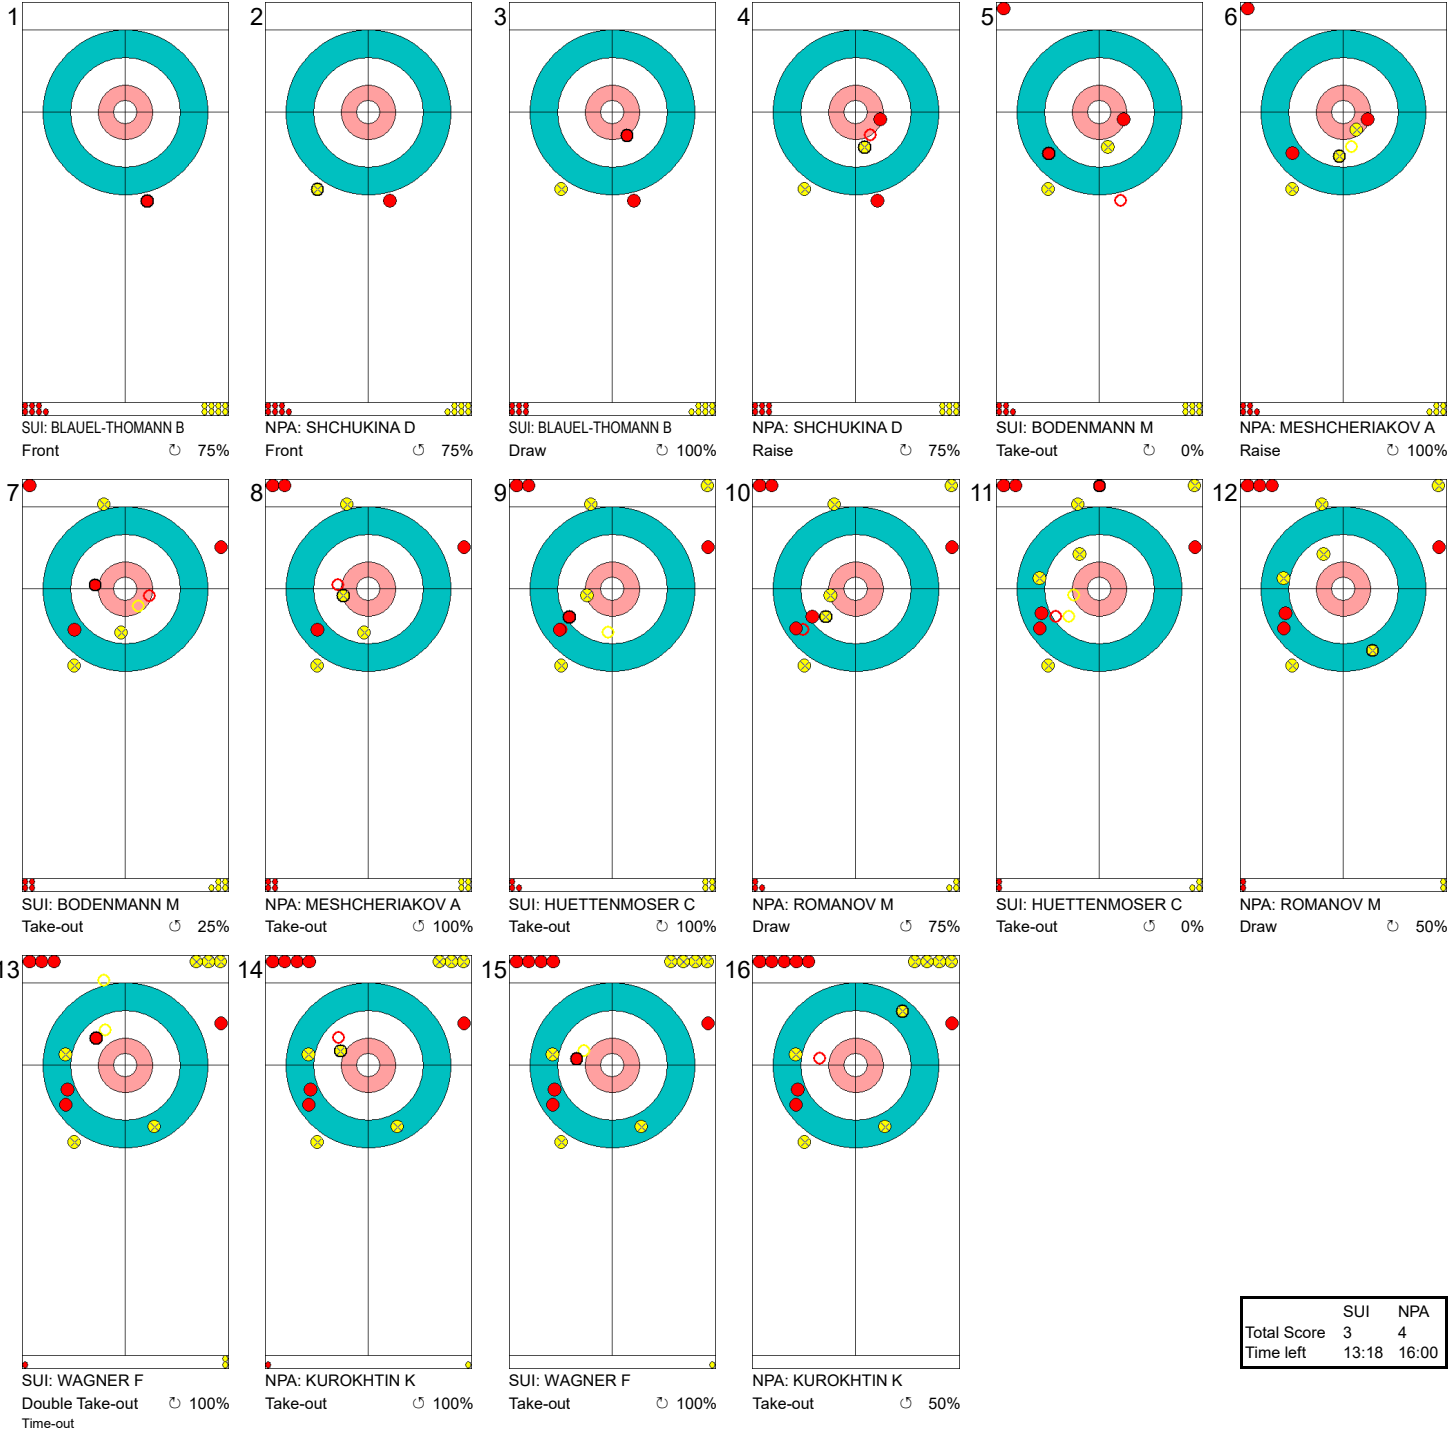 1 2 3 4 5 6
SUI: BLAUEL-THOMANN B NPA: SHCHUKINA D SUI: BLAUEL-THOMANN B NPA: SHCHUKINA D SUI: BODENMANN M NPA: MESHCHERIAKOV A
Front ↻ 75% Front ↻ 75% Draw ↻ 100% Raise ↻ 75% Take-out ↻ 0% Raise ↻ 100%
7 8 9 10 11 12
SUI: BODENMANN M NPA: MESHCHERIAKOV A SUI: HUETTENMOSER C NPA: ROMANOV M SUI: HUETTENMOSER C NPA: ROMANOV M
Take-out ↺ 25% Take-out ↺ 100% Take-out ↻ 100% Draw ↺ 75% Take-out ↺ 0% Draw ↺ 50%
13 14 15 16
SUI: WAGNER F NPA: KUROKHTIN K SUI: WAGNER F NPA: KUROKHTIN K
Double Take-out ↻ 100% Take-out ↺ 100% Take-out ↻ 100% Take-out ↺ 50%
Time-out
SUI NPA
Total Score 3 4
Time left 13:18 16:00